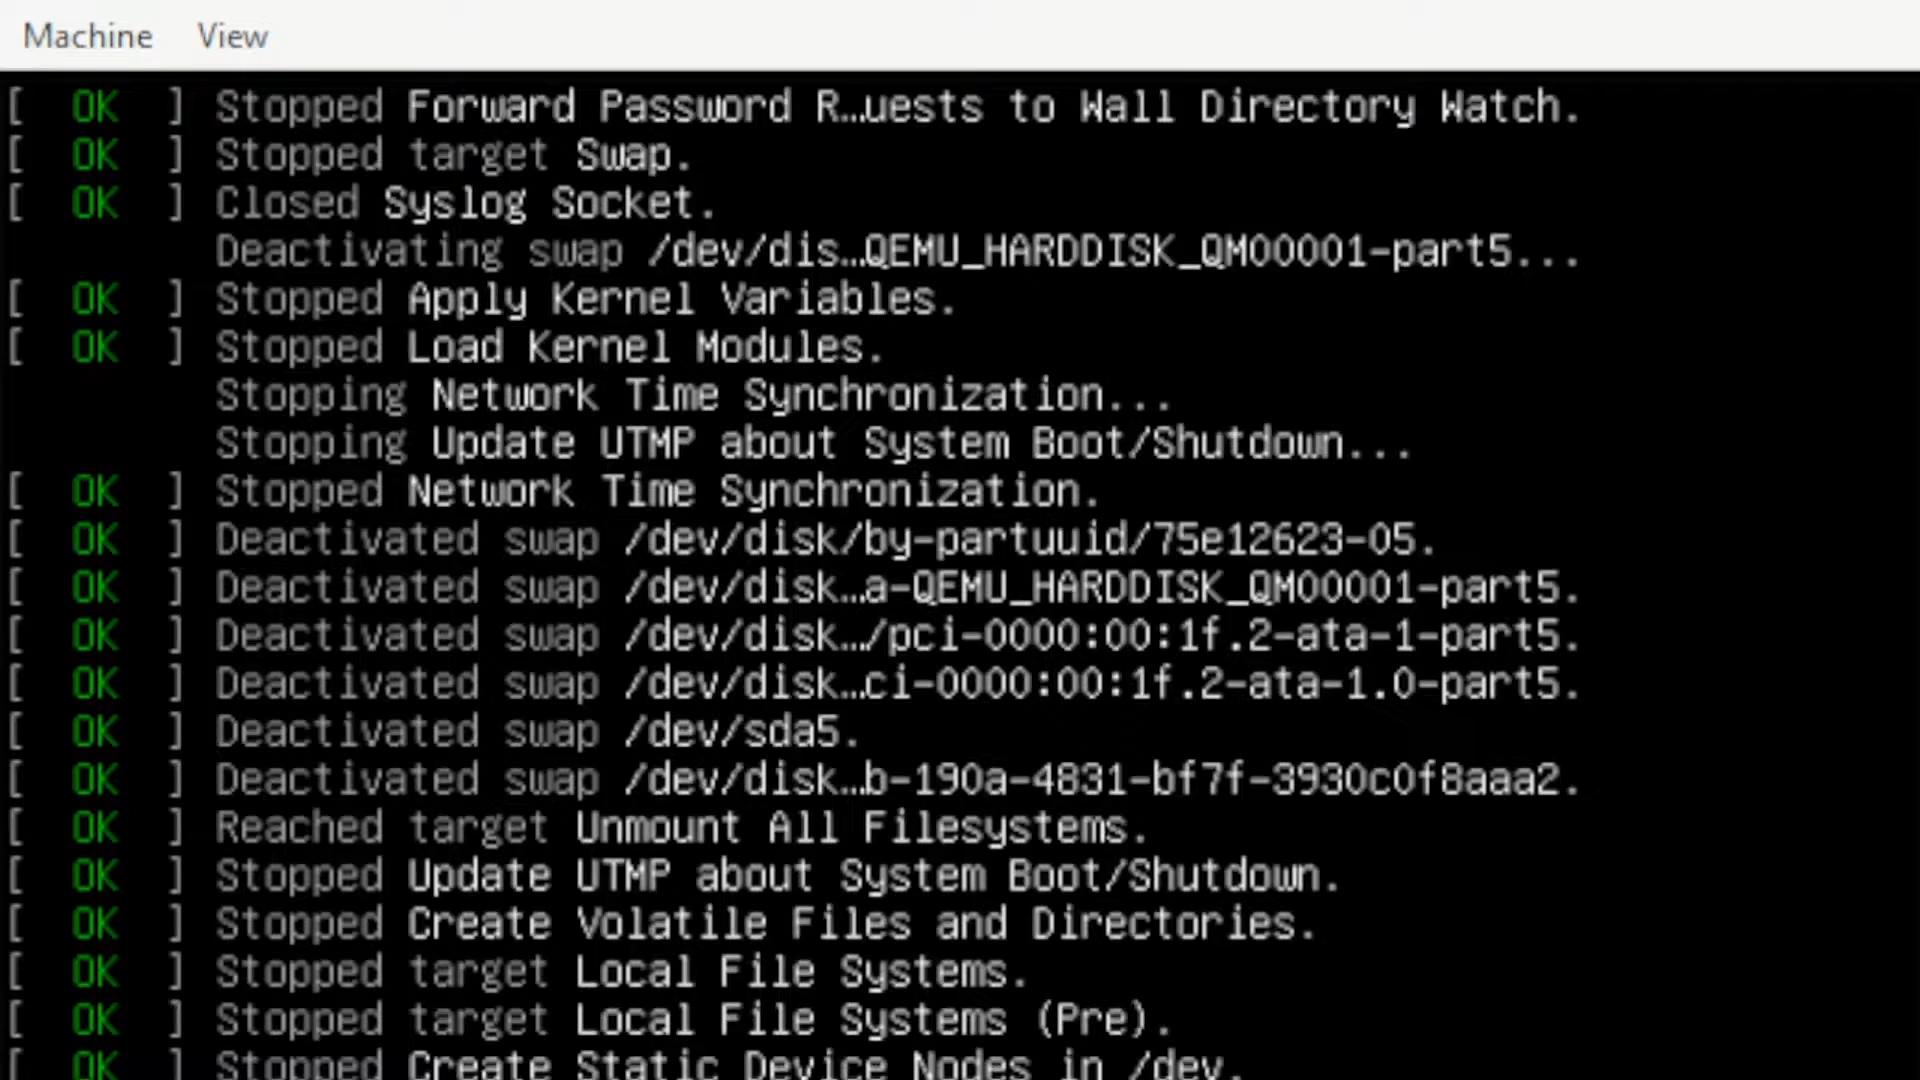 Machine View
[ OK ] Stopped Forward Password R…uests to Wall Directory Watch.
[ OK ] Stopped target Swap.
[ OK ] Closed Syslog Socket.
Deactivating swap /dev/dis…QEMU_HARDDISK_QM00001-part5...
[ OK ] Stopped Apply Kernel Variables.
[ OK ] Stopped Load Kernel Modules.
Stopping Network Time Synchronization...
Stopping Update UTMP about System Boot/Shutdown...
[ OK ] Stopped Network Time Synchronization.
[ OK ] Deactivated swap /dev/disk/by-partuuid/75e12623-05.
[ OK ] Deactivated swap /dev/disk…a-QEMU_HARDDISK_QM00001-part5.
[ OK ] Deactivated swap /dev/disk…/pci-0000:00:1f.2-ata-1-part5.
[ OK ] Deactivated swap /dev/disk…ci-0000:00:1f.2-ata-1.0-part5.
[ OK ] Deactivated swap /dev/sda5.
[ OK ] Deactivated swap /dev/disk…b-190a-4831-bf7f-3930c0f8aaa2.
[ OK ] Reached target Unmount All Filesystems.
[ OK ] Stopped Update UTMP about System Boot/Shutdown.
[ OK ] Stopped Create Volatile Files and Directories.
[ OK ] Stopped target Local File Systems.
[ OK ] Stopped target Local File Systems (Pre).
[ OK ] Stopped Create Static Device Nodes in /dev.